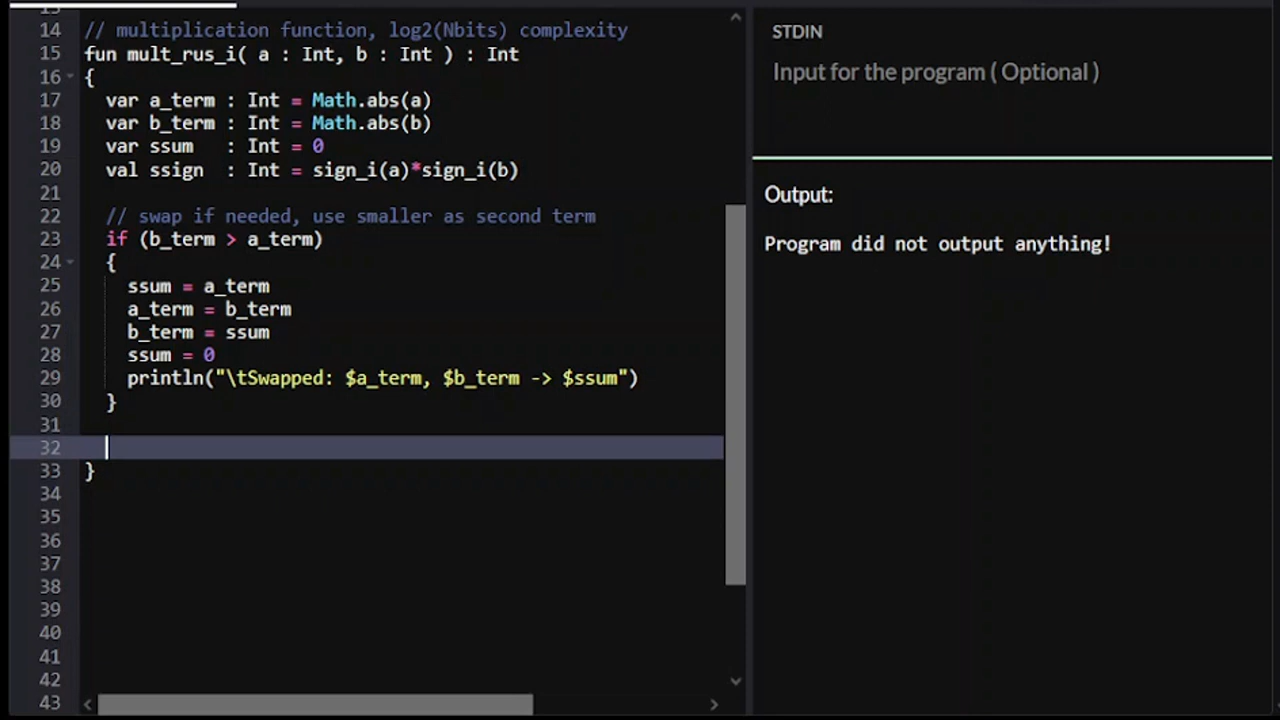 14 // multiplication function, log2(Nbits) complexity
15 fun mult_rus_i( a : Int, b : Int ) : Int
16 {
17 var a_term : Int = Math.abs(a)
18 var b_term : Int = Math.abs(b)
19 var ssum : Int = 0
20 val ssign : Int = sign_i(a)*sign_i(b)
21
22 // swap if needed, use smaller as second term
23 if (b_term > a_term)
24 {
25 ssum = a_term
26 a_term = b_term
27 b_term = ssum
28 ssum = 0
29 println("\tSwapped: $a_term, $b_term -> $ssum")
30 }
31
32
33 }
34
35
36
37
38
39
40
41
42
43
STDIN
Input for the program ( Optional )
Output:
Program did not output anything!